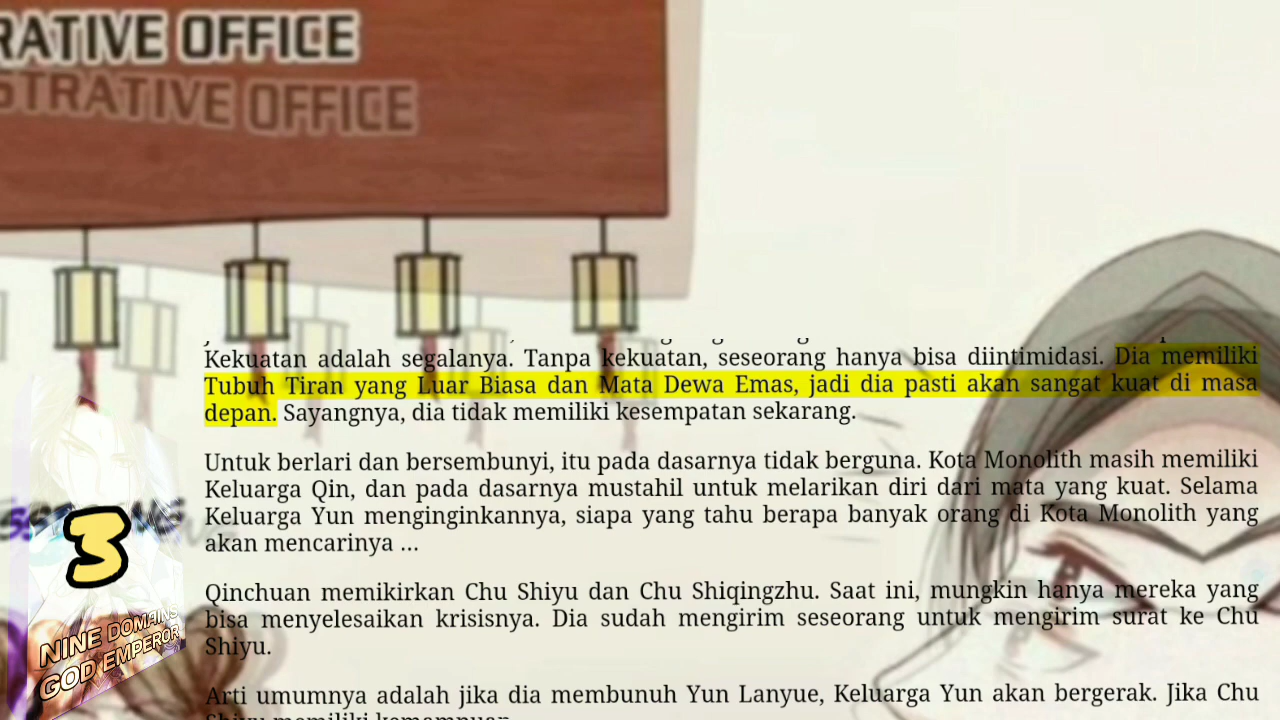 RATIVE OFFICE
STRATIVE OFFICE
Kekuatan adalah segalanya. Tanpa kekuatan, seseorang hanya bisa diintimidasi. Dia memiliki
Tubuh Tiran yang Luar Biasa dan Mata Dewa Emas, jadi dia pasti akan sangat kuat di masa
depan. Sayangnya, dia tidak memiliki kesempatan sekarang.
Untuk berlari dan bersembunyi, itu pada dasarnya tidak berguna. Kota Monolith masih memiliki
Keluarga Qin, dan pada dasarnya mustahil untuk melarikan diri dari mata yang kuat. Selama
Keluarga Yun menginginkannya, siapa yang tahu berapa banyak orang di Kota Monolith yang
akan mencarinya ...
Qinchuan memikirkan Chu Shiyu dan Chu Shiqingzhu. Saat ini, mungkin hanya mereka yang
bisa menyelesaikan krisisnya. Dia sudah mengirim seseorang untuk mengirim surat ke Chu
Shiyu.
Arti umumnya adalah jika dia membunuh Yun Lanyue, Keluarga Yun akan bergerak. Jika Chu
Shiyu memiliki kemampuan
3
NINE DOMAINS
GOD EMPEROR